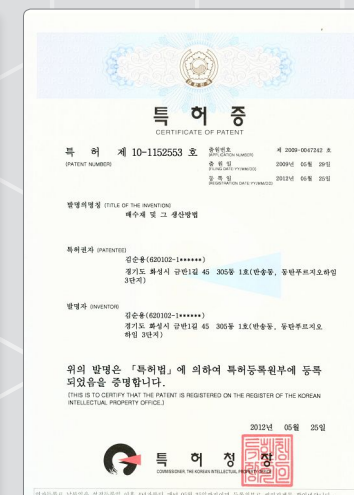 특 허 증
CERTIFICATE OF PATENT
특 허 제 10-1152553 호
(PATENT NUMBER)
출원번호 제 2009-0047242 호
(APPLICATION NUMBER)
출 원 일 2009년 05월 29일
(FILING DATE:YY/MM/DD)
등 록 일 2012년 05월 25일
(REGISTRATION DATE:YY/MM/DD)
발명의명칭 (TITLE OF THE INVENTION)
배수재 및 그 생산방법
특허권자 (PATENTEE)
김순용(620102-1******)
경기도 화성시 금반1길 45 305동 1호(반송동, 동탄푸르지오하임
3단지)
발명자 (INVENTOR)
김순용(620102-1******)
경기도 화성시 금반1길 45 305동 1호(반송동, 동탄푸르지오
하임 3단지)
위의 발명은 「특허법」에 의하여 특허등록원부에 등록
되었음을 증명합니다.
(THIS IS TO CERTIFY THAT THE PATENT IS REGISTERED ON THE REGISTER OF THE KOREAN
INTELLECTUAL PROPERTY OFFICE.)
2012년 05월 25일
특 허 청 장
COMMISSIONER, THE KOREAN INTELLECTUAL PROPERTY OFFICE